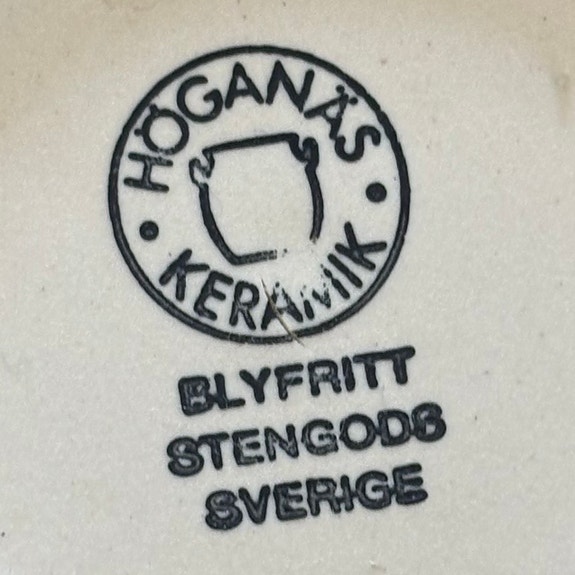 HÖGANÄS
KERAMIK
BLYFRITT
STENGODS
SVERIGE